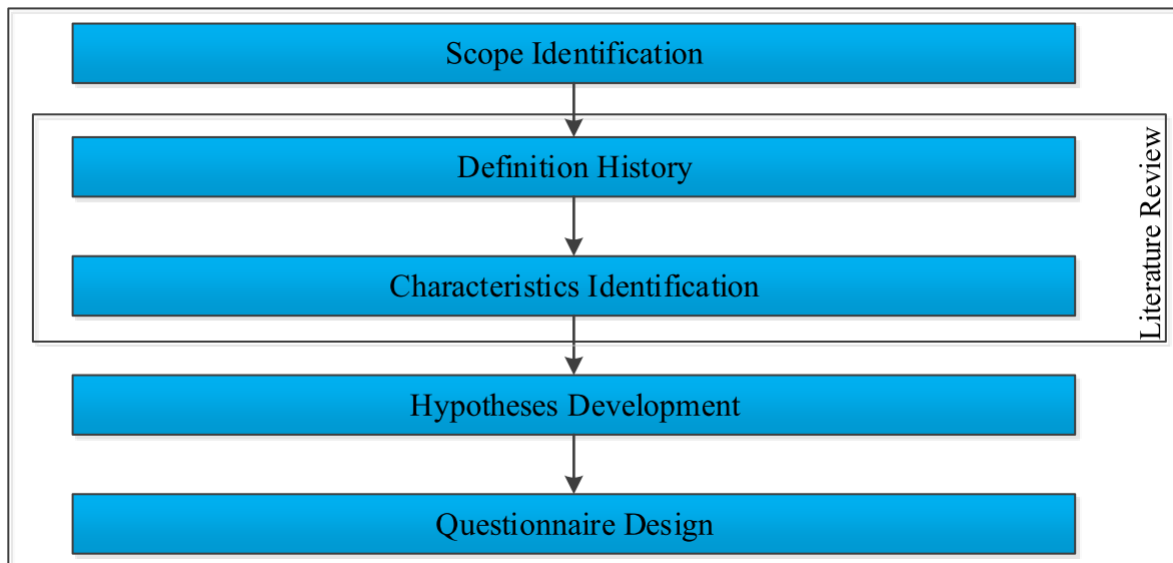 Scope Identification
Definition History
Characteristics Identification
Literature Review
Hypotheses Development
Questionnaire Design